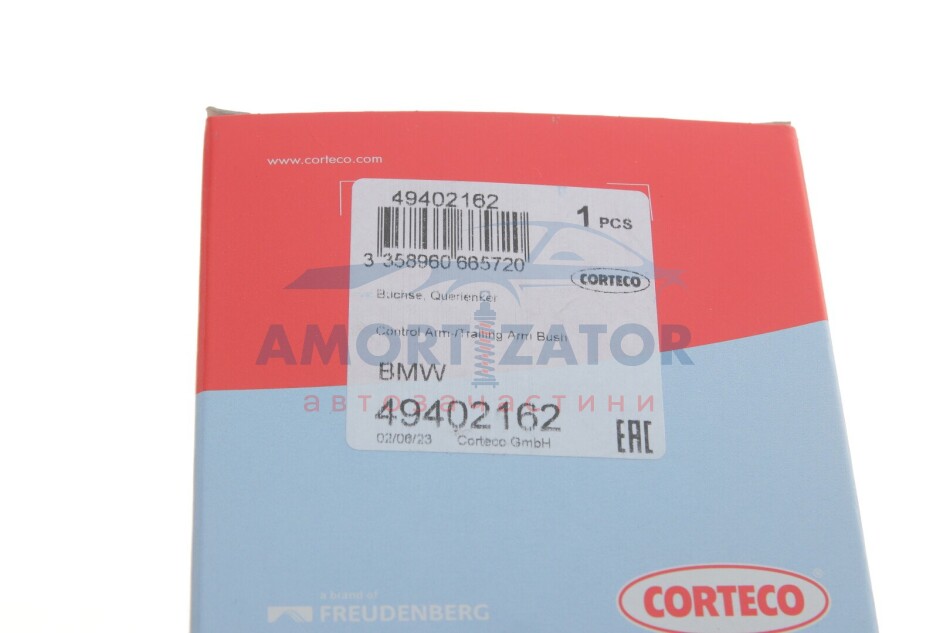 www.corteco.com
49402162
1 PCS
3 358960 665720
CORTECO
Buchse, Querlenker
Control Arm-/Trailing Arm Bush
AMORTIZATOR
BMW
автозапчастини
49402162
EAC
02/06/23 Corteco GmbH
a brand of
FREUDENBERG
CORTECO®